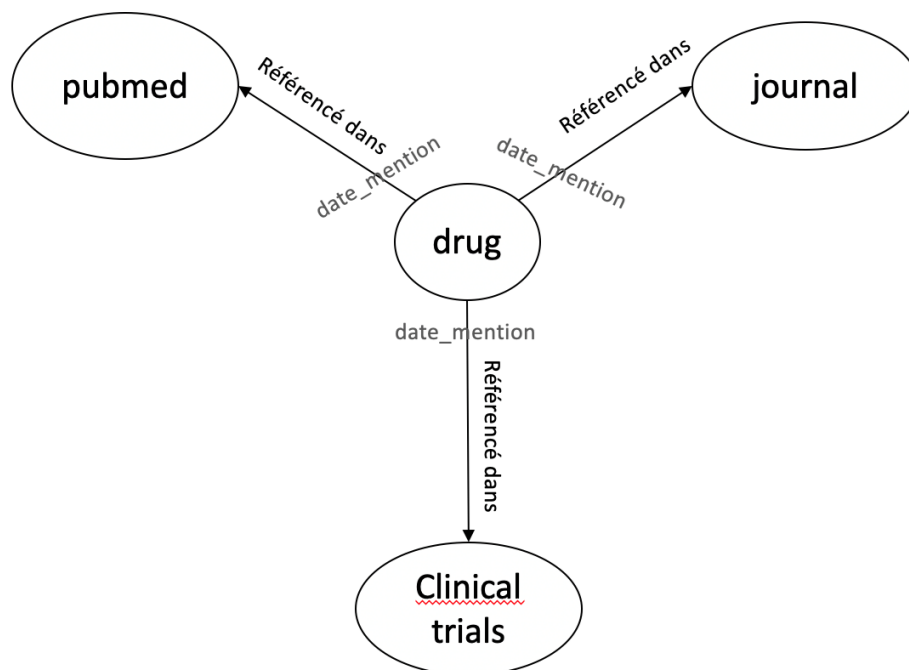 pubmed
Référencé dans
date_mention
journal
Référencé dans
date_mention
drug
date_mention
Référencé dans
Clinical
trials